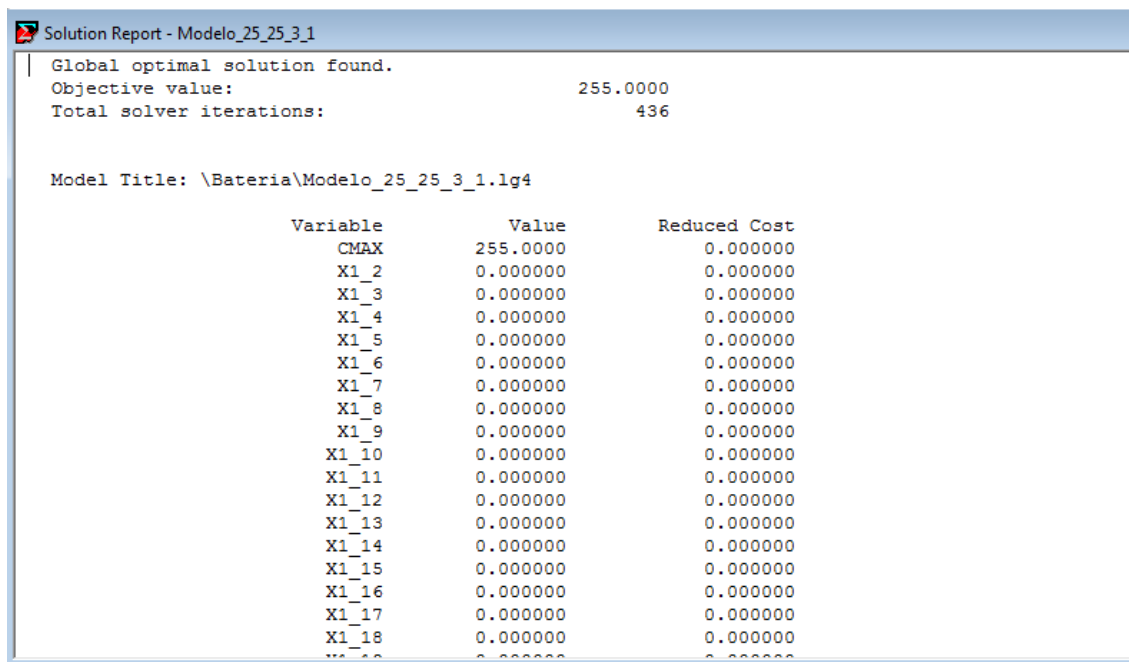 Solution Report - Modelo_25_25_3_1
Global optimal solution found.
Objective value: 255.0000
Total solver iterations: 436
Model Title: \Bateria\Modelo_25_25_3_1.lg4
Variable Value Reduced Cost
CMAX 255.0000 0.000000
X1_2 0.000000 0.000000
X1_3 0.000000 0.000000
X1_4 0.000000 0.000000
X1_5 0.000000 0.000000
X1_6 0.000000 0.000000
X1_7 0.000000 0.000000
X1_8 0.000000 0.000000
X1_9 0.000000 0.000000
X1_10 0.000000 0.000000
X1_11 0.000000 0.000000
X1_12 0.000000 0.000000
X1_13 0.000000 0.000000
X1_14 0.000000 0.000000
X1_15 0.000000 0.000000
X1_16 0.000000 0.000000
X1_17 0.000000 0.000000
X1_18 0.000000 0.000000